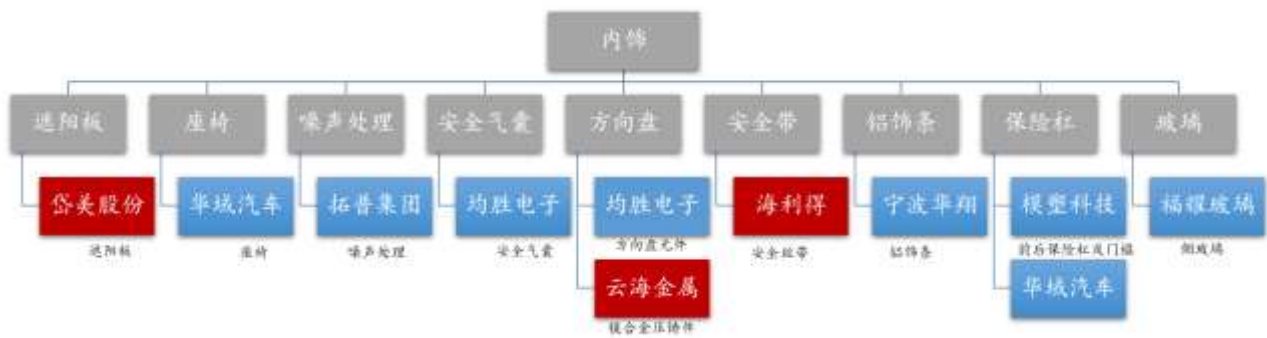 内饰
遮阳板 座椅 噪声处理 安全气囊 方向盘 安全带 铝饰条 保险杠 玻璃
岱美股份 华域汽车 拓普集团 均胜电子 均胜电子 海利得 宁波华翔 模塑科技 福耀玻璃
遮阳板 座椅 噪声处理 安全气囊 方向盘元件 安全丝带 铝饰条 前后保险杠及门槛 侧玻璃
云海金属 华域汽车
镁合金压铸件